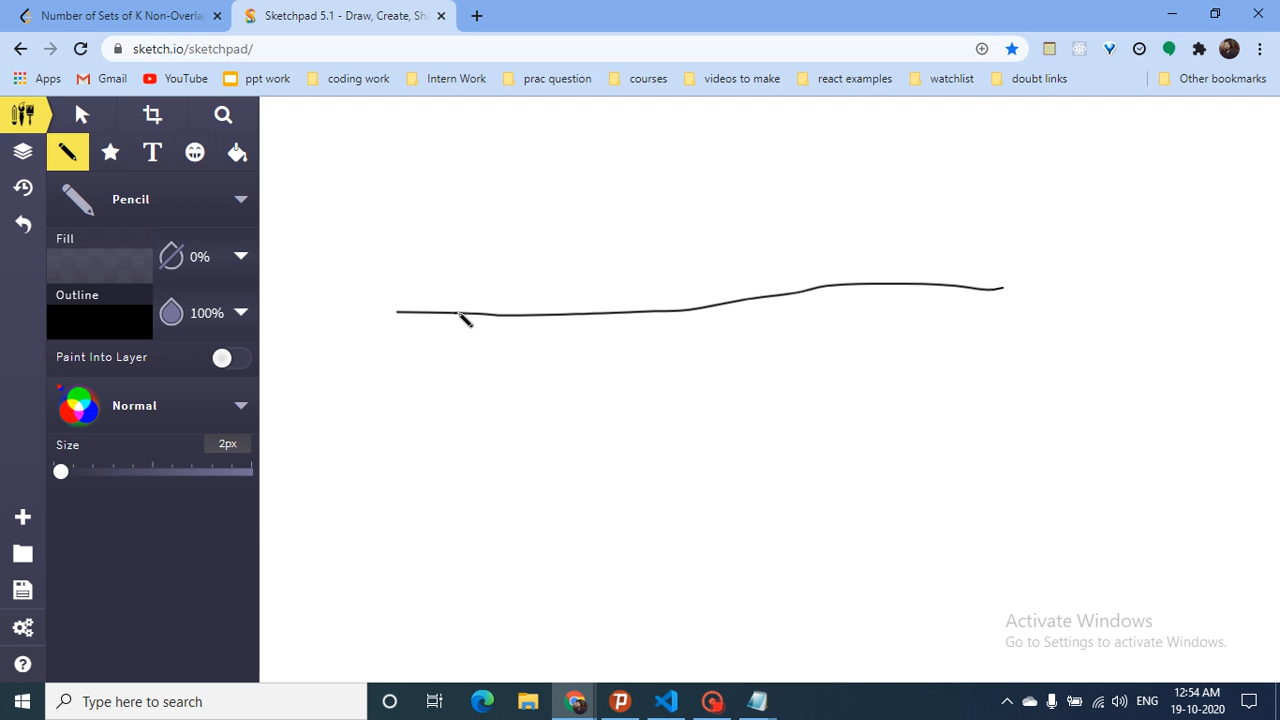 Number of Sets of K Non-Overla
Sketchpad 5.1 - Draw, Create, Sha
sketch.io/sketchpad/
Apps
Gmail
YouTube
ppt work
coding work
Intern Work
prac question
courses
videos to make
react examples
watchlist
doubt links
Other bookmarks
T
Pencil
Fill
0%
Outline
100%
Paint Into Layer
Normal
Size
2px
Activate Windows
Go to Settings to activate Windows.
Type here to search
ENG
12:54 AM
19-10-2020